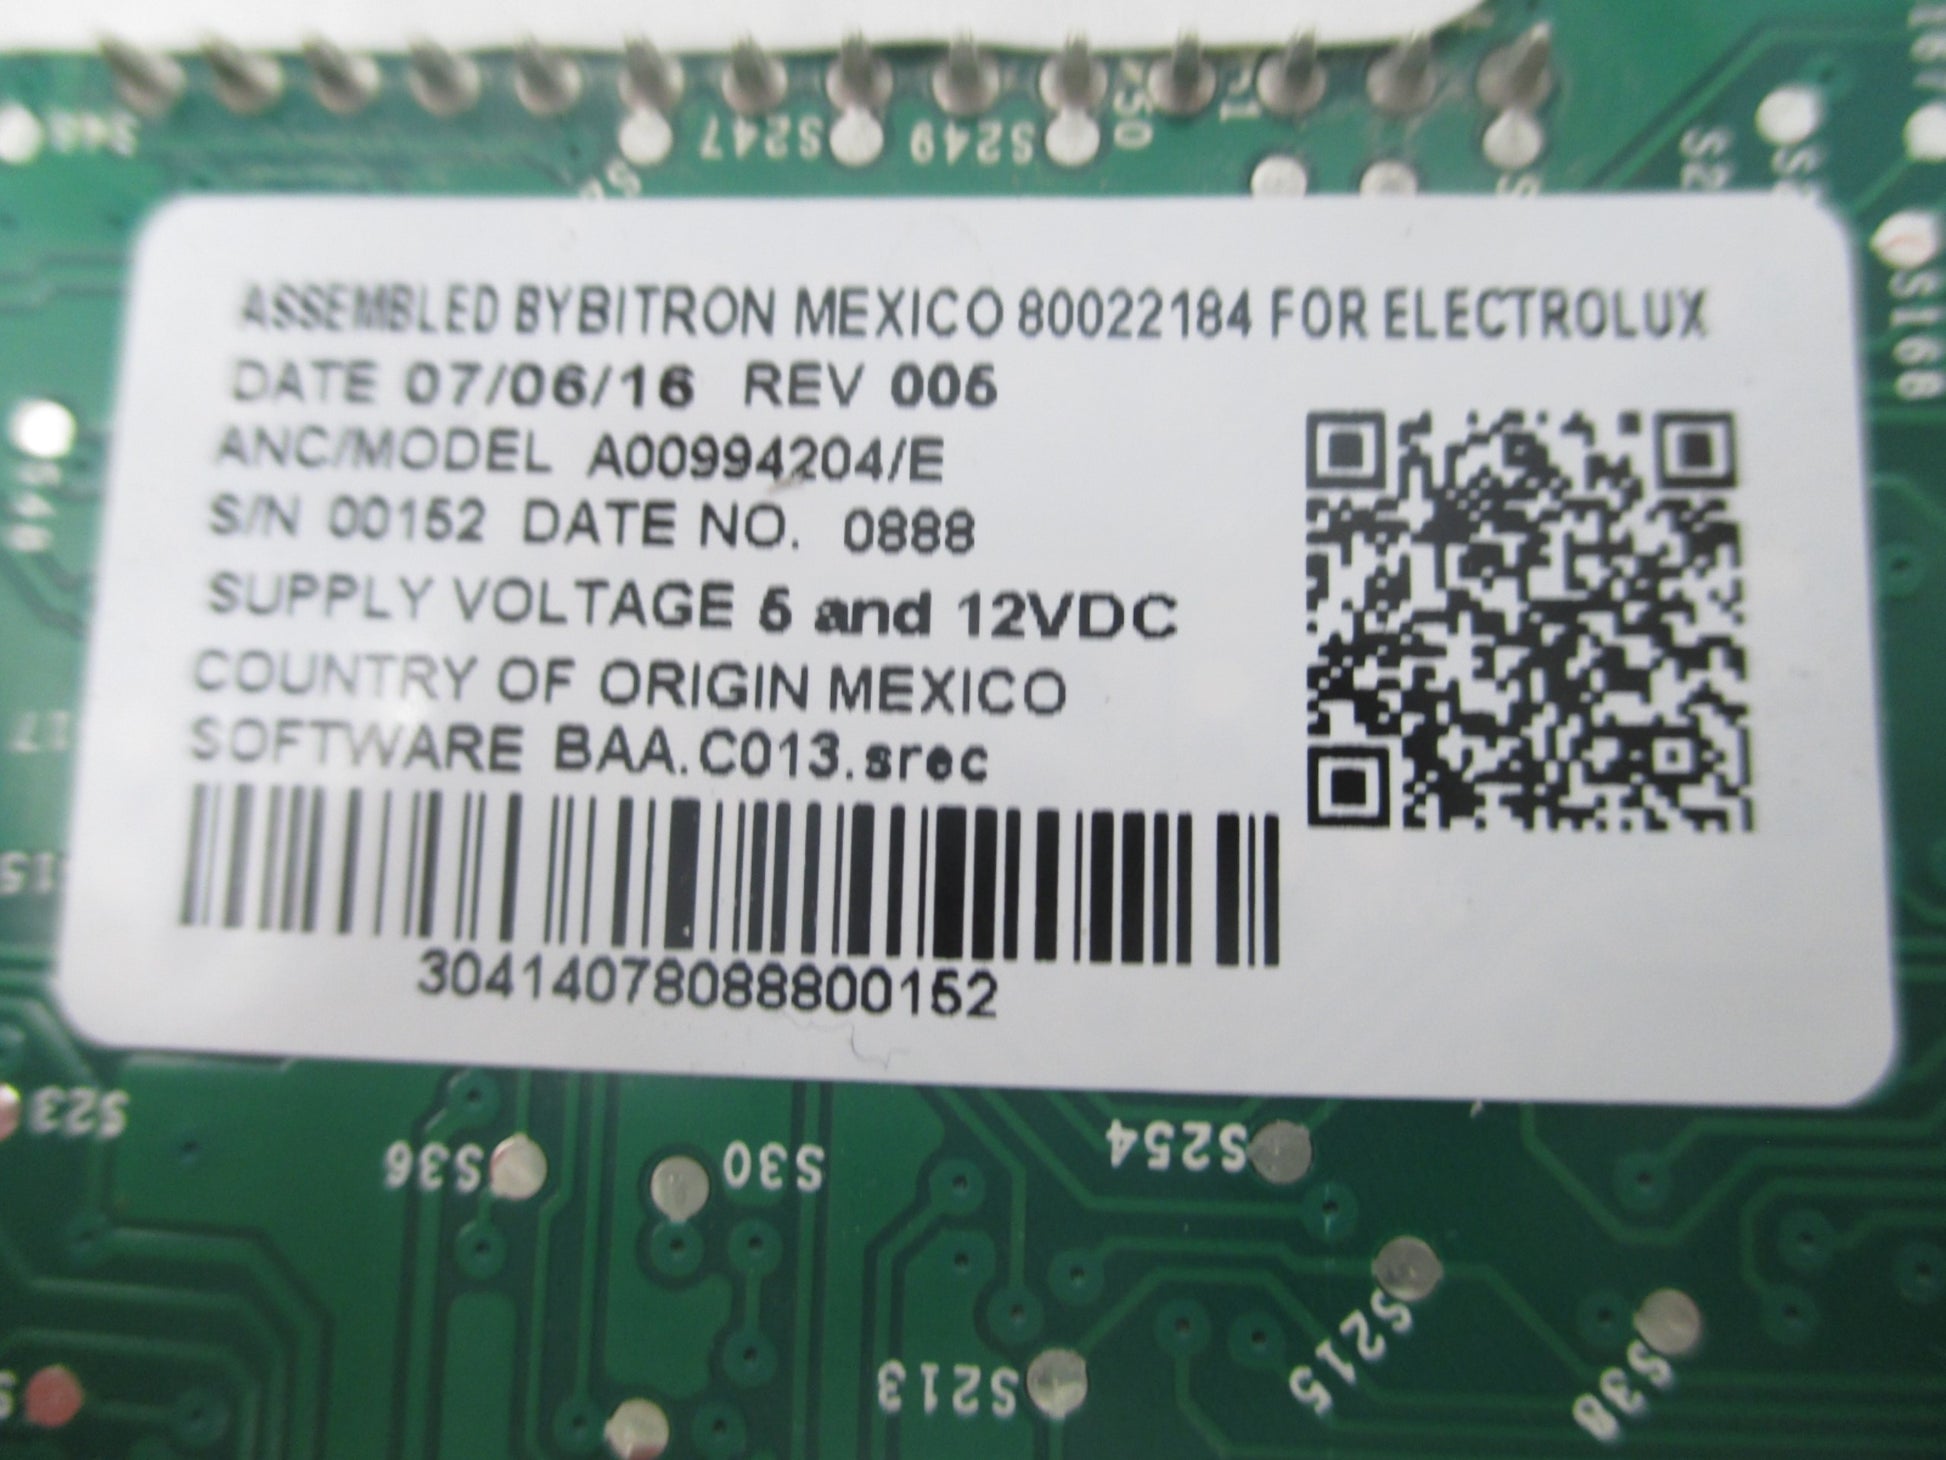 S247
S249
S168
ASSEMBLED BYBITRON MEXICO 80022184 FOR ELECTROLUX
DATE 07/06/16 REV 005
ANC/MODEL A00994204/E
S/N 00152 DATE NO. 0888
SUPPLY VOLTAGE 5 and 12VDC
COUNTRY OF ORIGIN MEXICO
SOFTWARE BAA.C013.srec
30414078088800152
S23
S36
S30
S254
S215
S213
S38